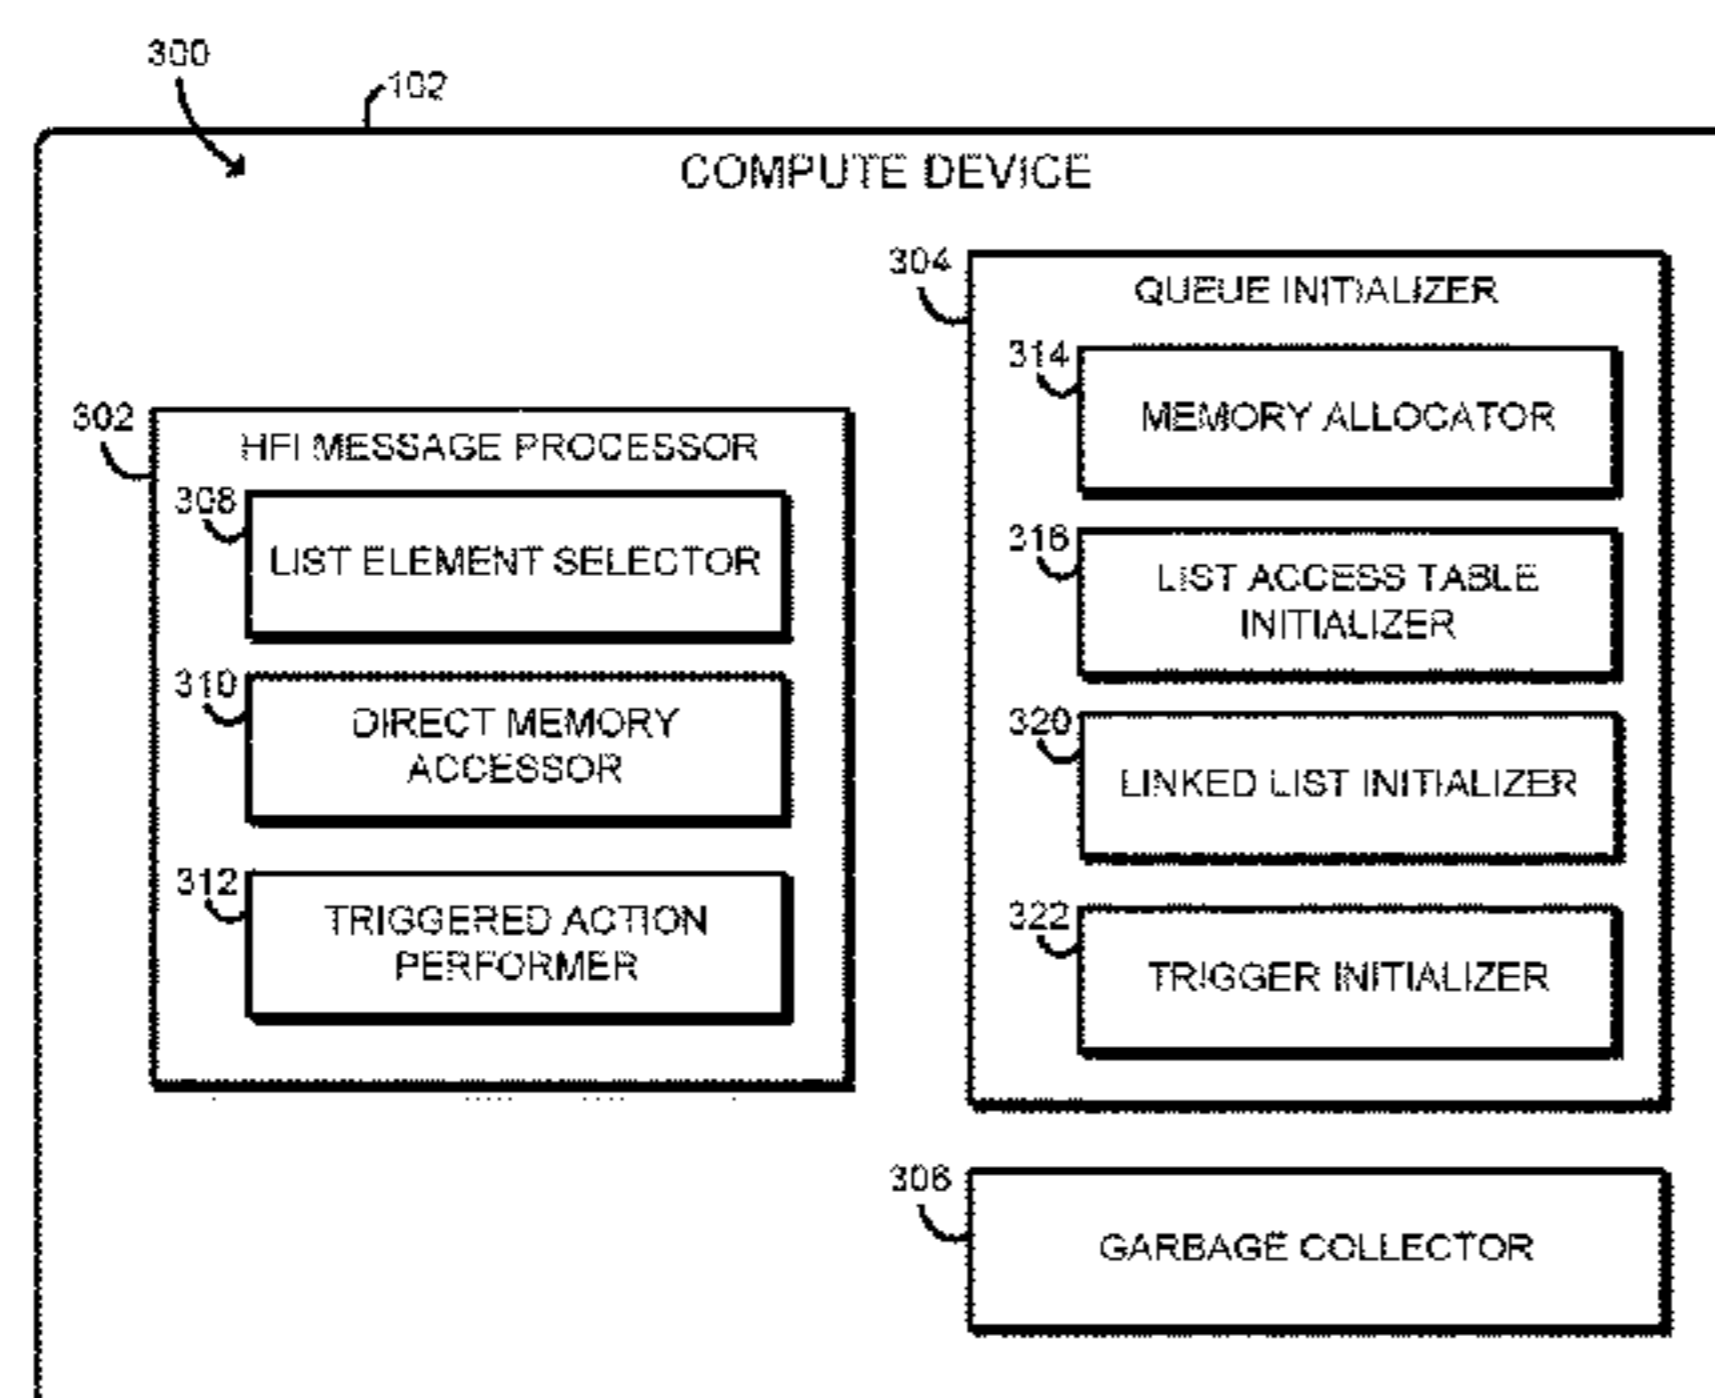 300
102
COMPUTE DEVICE
304
QUEUE INITIALIZER
314
MEMORY ALLOCATOR
316
LIST ACCESS TABLE
INITIALIZER
320
LINKED LIST INITIALIZER
322
TRIGGER INITIALIZER
302
HFI MESSAGE PROCESSOR
308
LIST ELEMENT SELECTOR
310
DIRECT MEMORY
ACCESSOR
312
TRIGGERED ACTION
PERFORMER
306
GARBAGE COLLECTOR